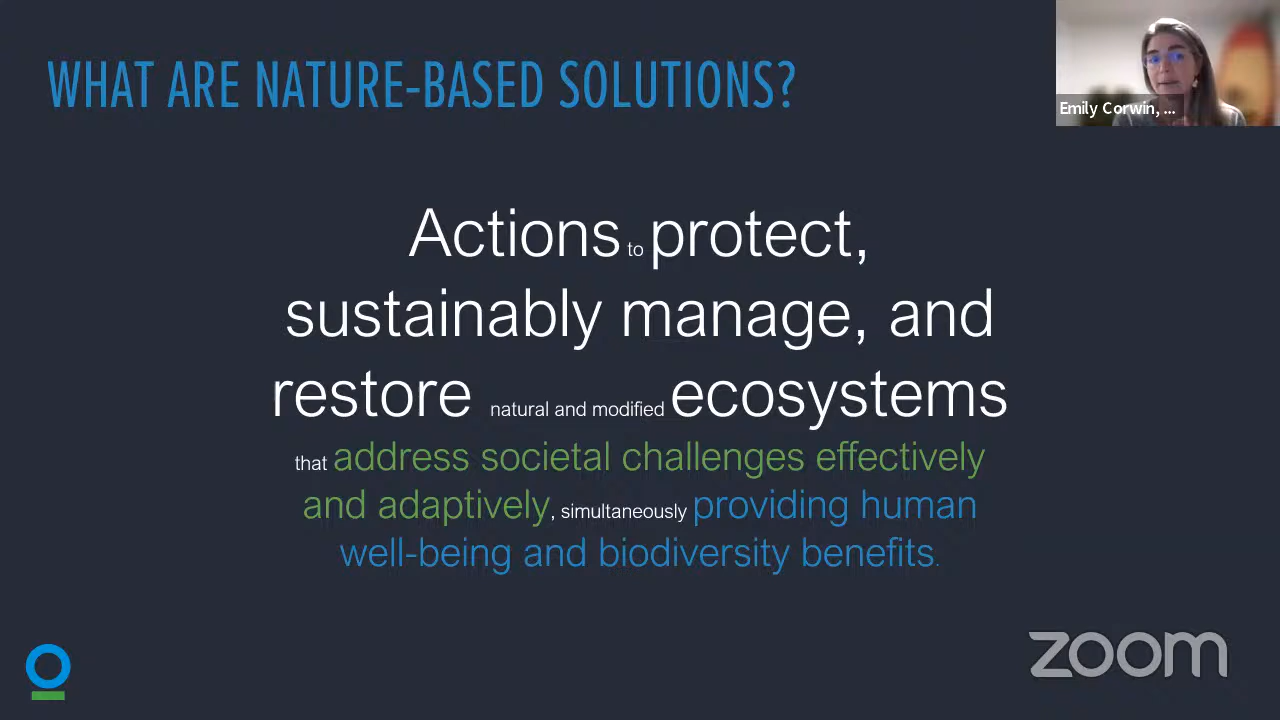 WHAT ARE NATURE-BASED SOLUTIONS?
Emily Corwin, ...
Actions to protect,
sustainably manage, and
restore natural and modified ecosystems
that address societal challenges effectively
and adaptively, simultaneously providing human
well-being and biodiversity benefits.
zoom